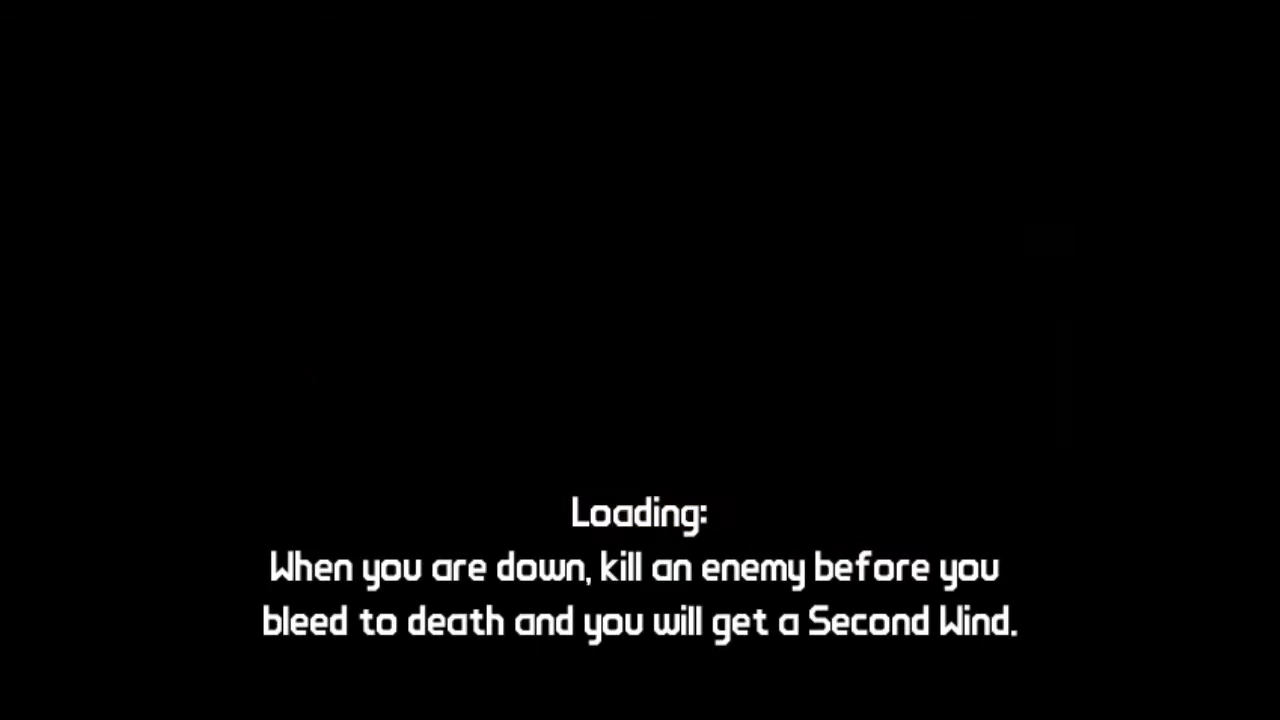 Loading:
When you are down, kill an enemy before you
bleed to death and you will get a Second Wind.